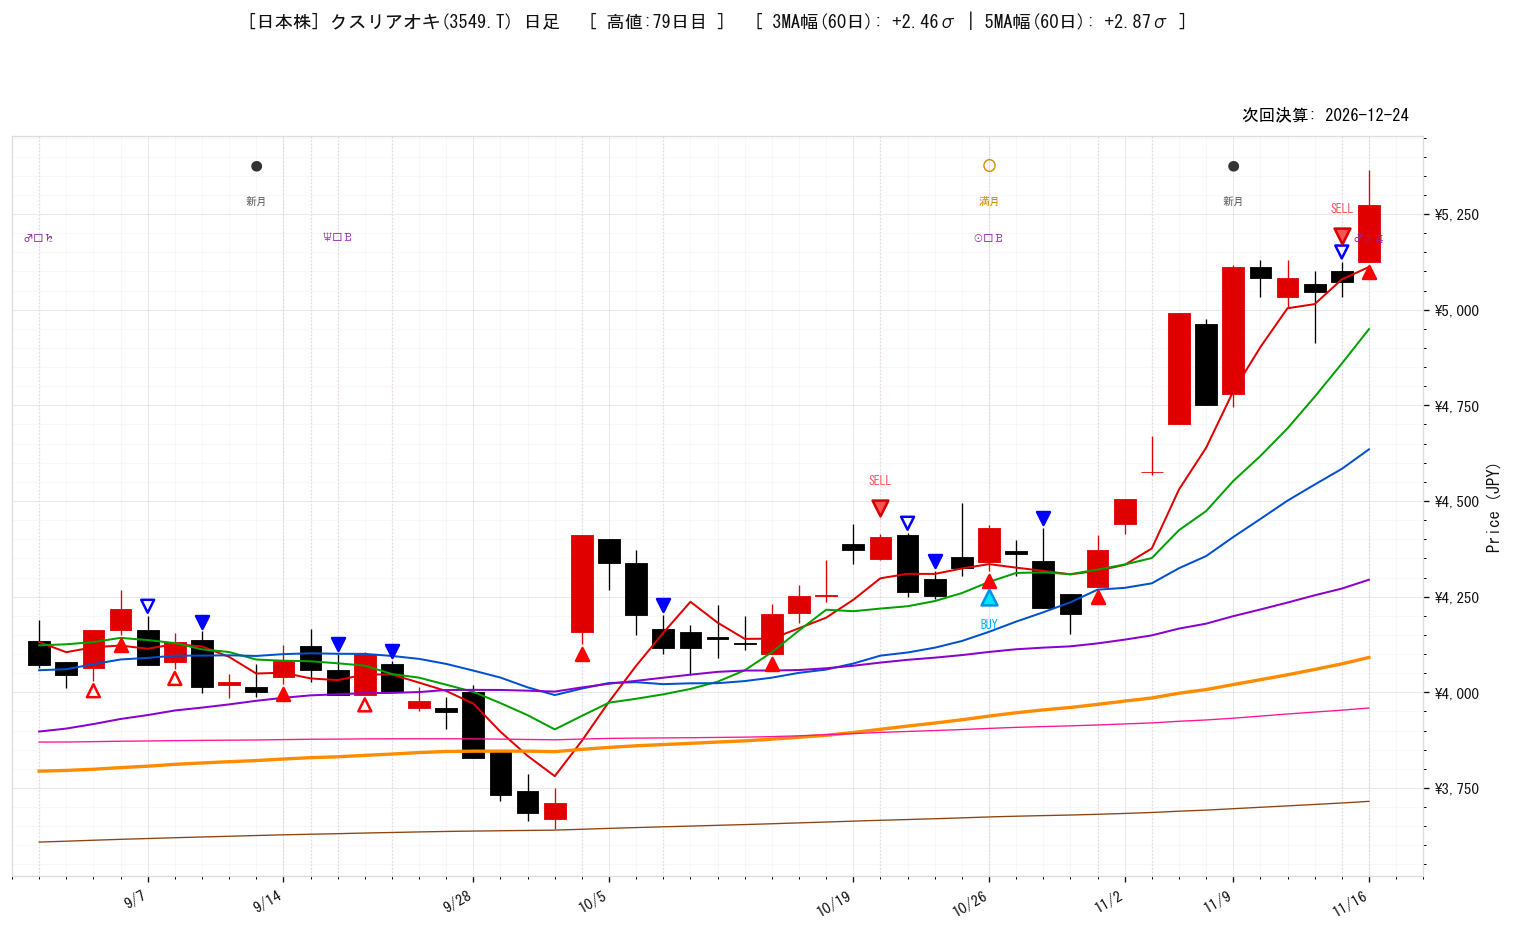 [日本株] クスリアオキ(3549.T) 日足 [ 高値:79日目 ] [ 3MA幅(60日): +2.46σ | 5MA幅(60日): +2.87σ ]
次回決算: 2026-12-24
新月
満月
新月
♂□♄
♆□
☉□
SELL
SELL
BUY
¥5,250
¥5,000
¥4,750
¥4,500
¥4,250
¥4,000
¥3,750
Price (JPY)
9/7
9/14
9/28
10/5
10/19
10/26
11/2
11/9
11/16